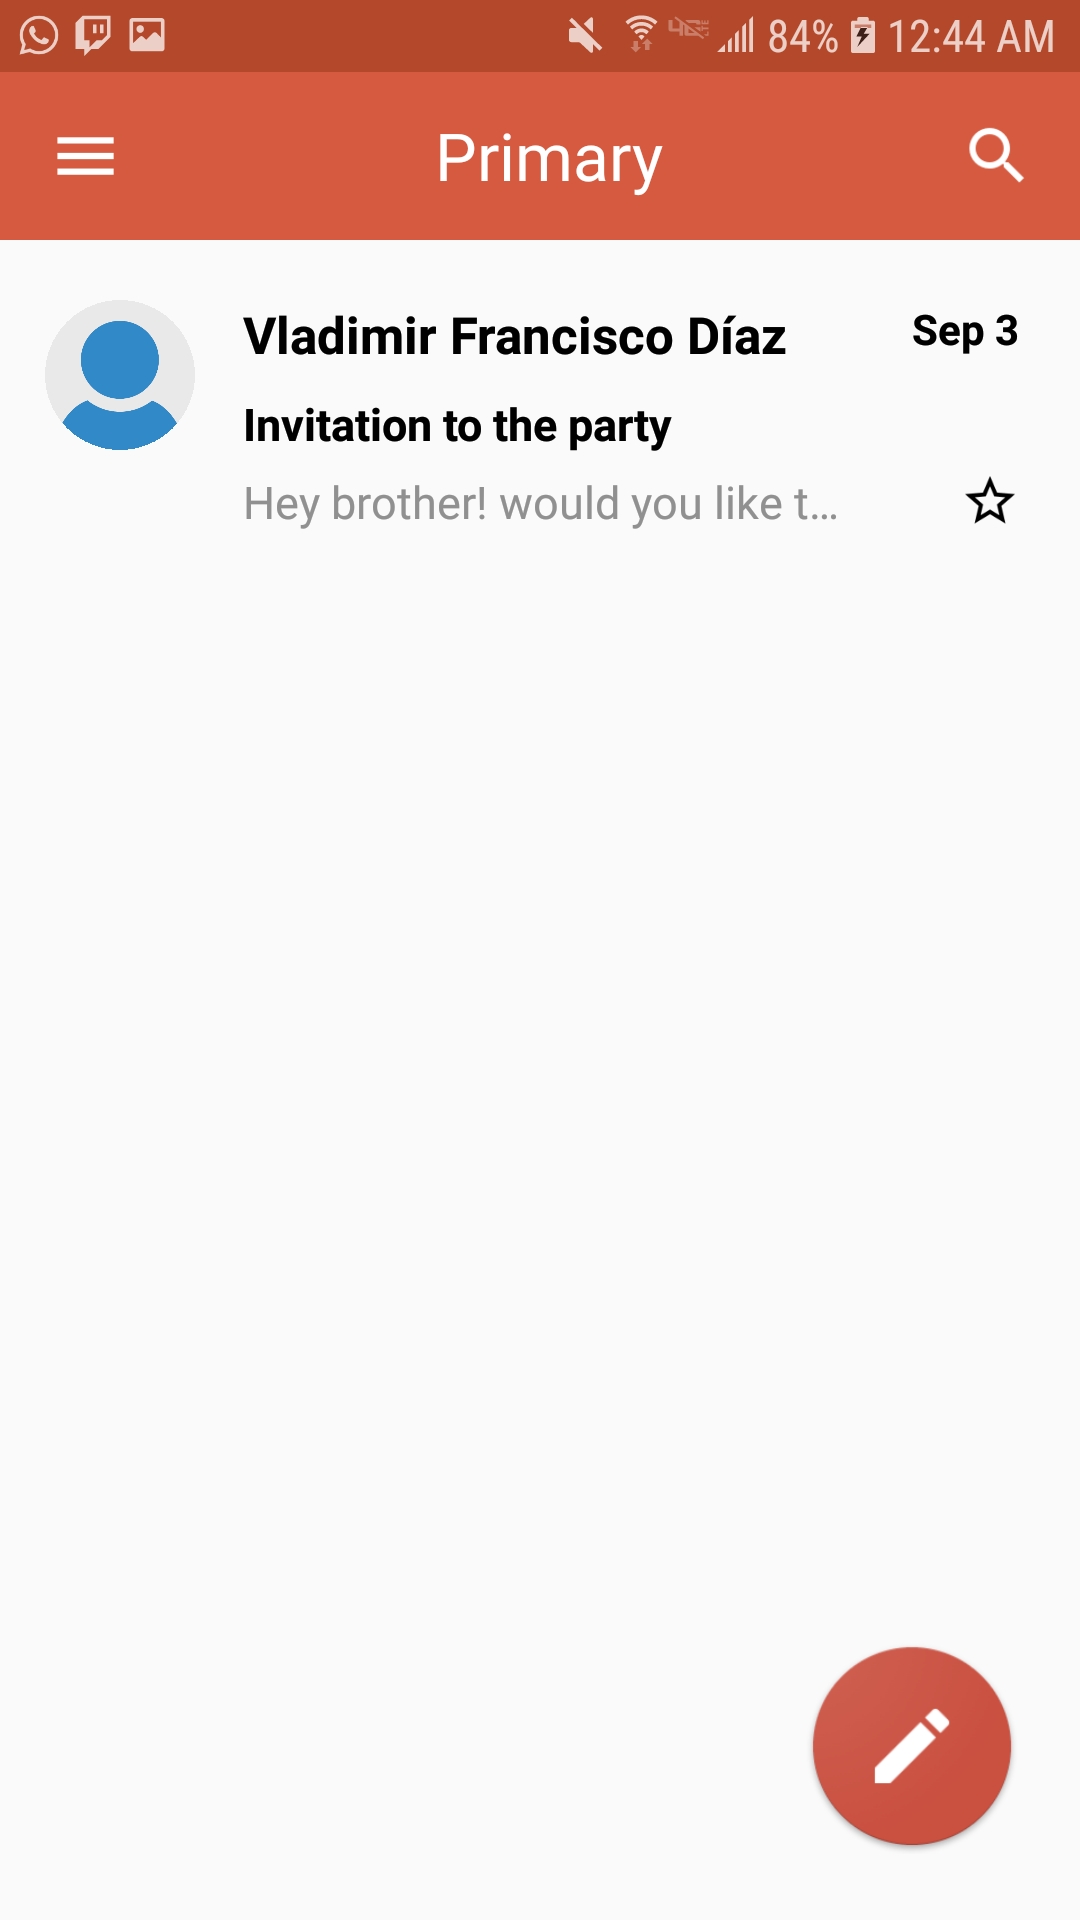 84% 12:44 AM
Primary
Vladimir Francisco Díaz Sep 3
Invitation to the party
Hey brother! would you like t...